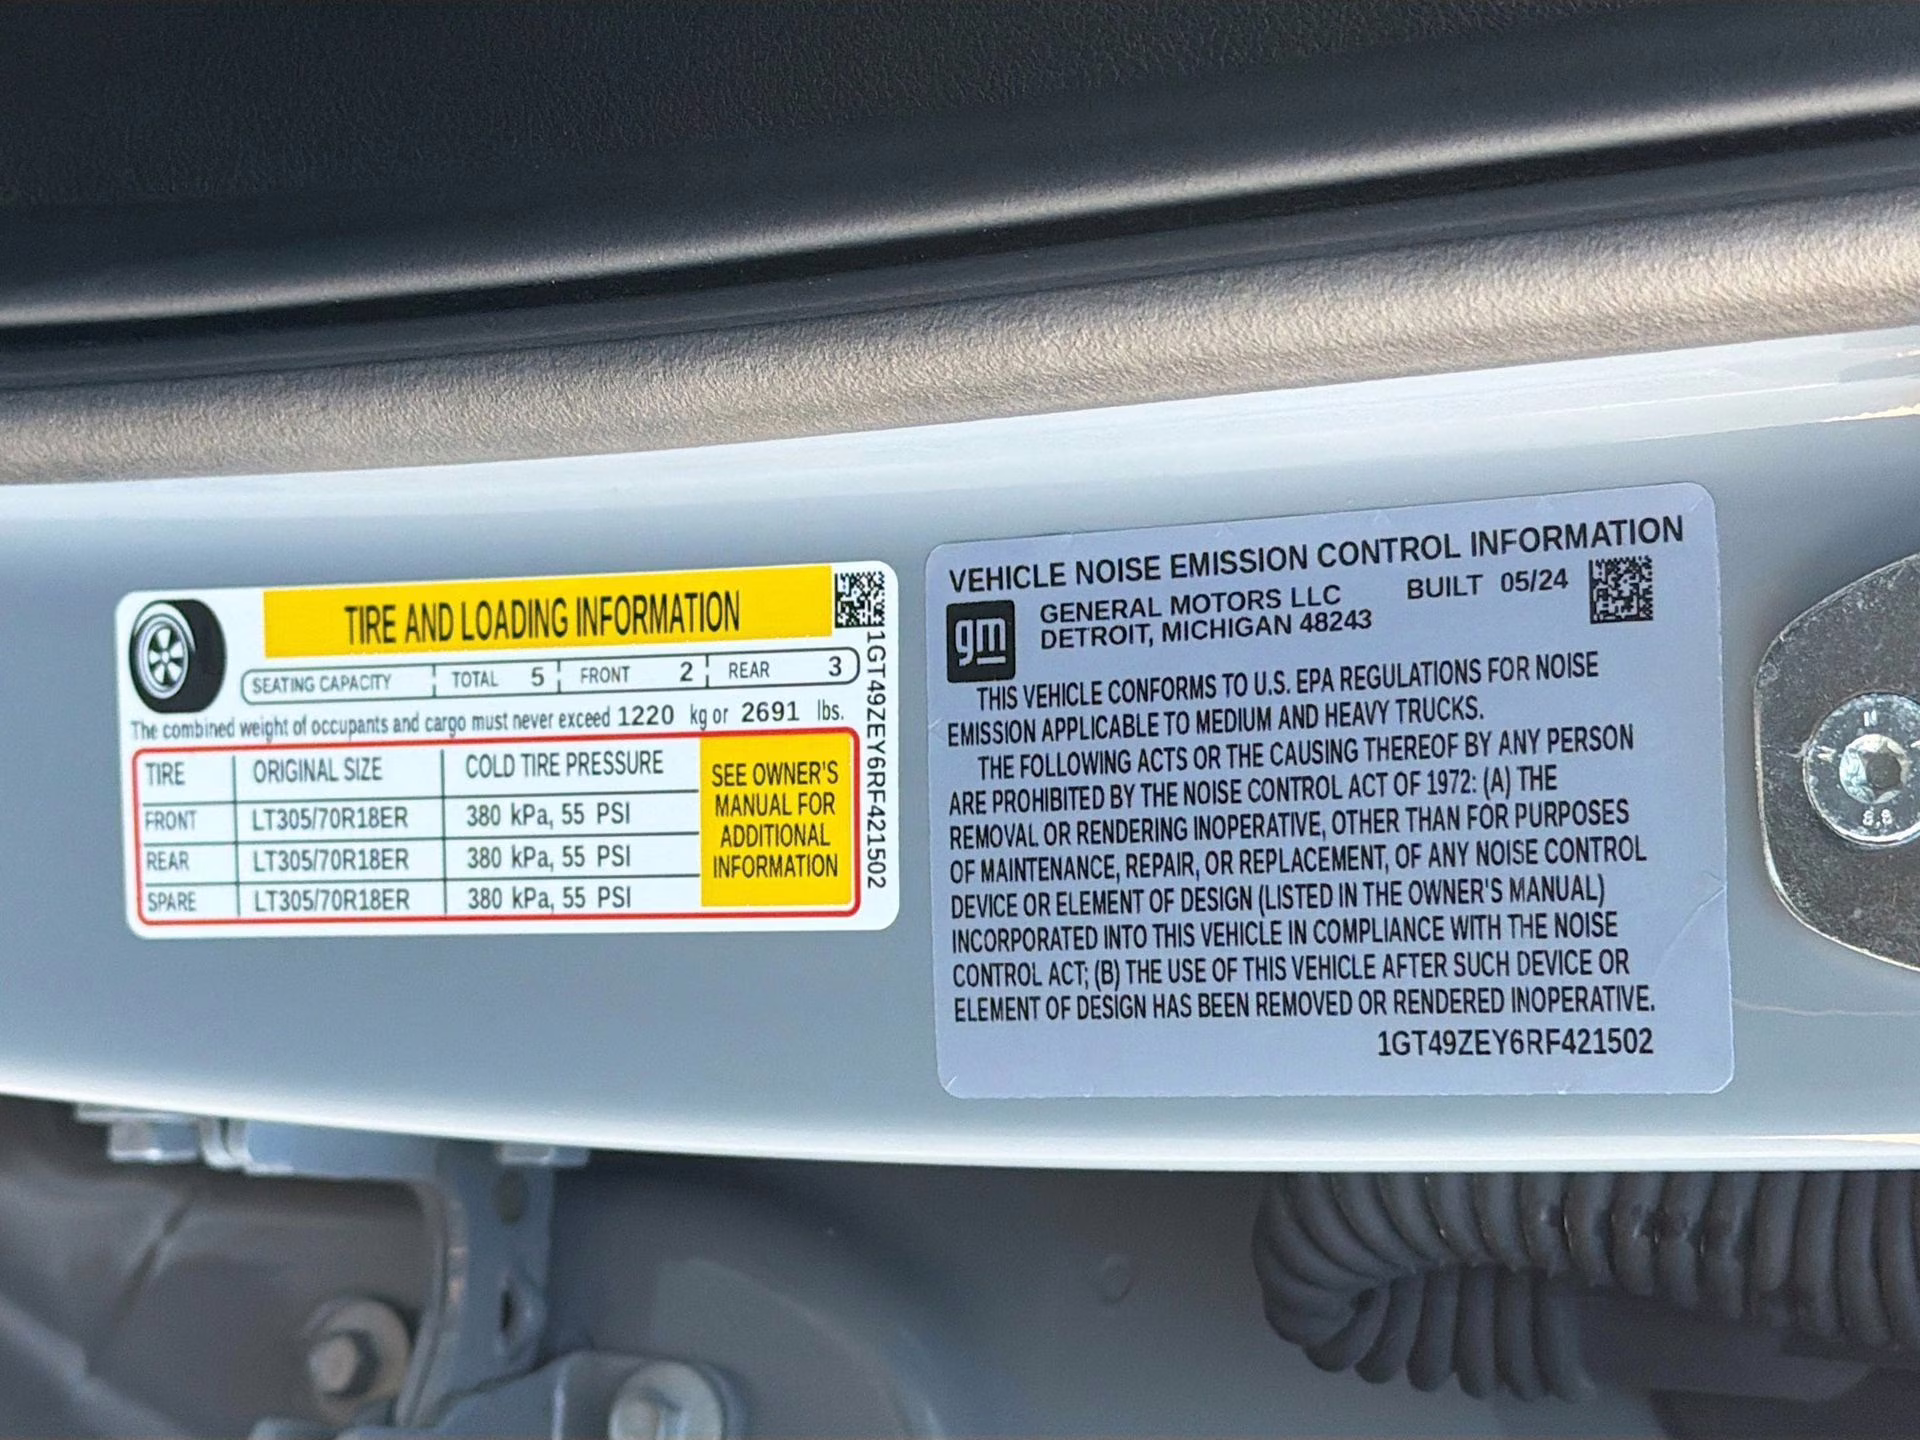 TIRE AND LOADING INFORMATION
SEATING CAPACITY TOTAL 5 FRONT 2 REAR 3
The combined weight of occupants and cargo must never exceed 1220 kg or 2691 lbs.
TIRE ORIGINAL SIZE COLD TIRE PRESSURE
FRONT LT305/70R18ER 380 kPa, 55 PSI
REAR LT305/70R18ER 380 kPa, 55 PSI
SPARE LT305/70R18ER 380 kPa, 55 PSI
SEE OWNER'S
MANUAL FOR
ADDITIONAL
INFORMATION
1GT49ZEY6RF421502
VEHICLE NOISE EMISSION CONTROL INFORMATION
gm
GENERAL MOTORS LLC BUILT 05/24
DETROIT, MICHIGAN 48243
THIS VEHICLE CONFORMS TO U.S. EPA REGULATIONS FOR NOISE
EMISSION APPLICABLE TO MEDIUM AND HEAVY TRUCKS.
THE FOLLOWING ACTS OR THE CAUSING THEREOF BY ANY PERSON
ARE PROHIBITED BY THE NOISE CONTROL ACT OF 1972: (A) THE
REMOVAL OR RENDERING INOPERATIVE, OTHER THAN FOR PURPOSES
OF MAINTENANCE, REPAIR, OR REPLACEMENT, OF ANY NOISE CONTROL
DEVICE OR ELEMENT OF DESIGN (LISTED IN THE OWNER'S MANUAL)
INCORPORATED INTO THIS VEHICLE IN COMPLIANCE WITH THE NOISE
CONTROL ACT; (B) THE USE OF THIS VEHICLE AFTER SUCH DEVICE OR
ELEMENT OF DESIGN HAS BEEN REMOVED OR RENDERED INOPERATIVE.
1GT49ZEY6RF421502
8.8